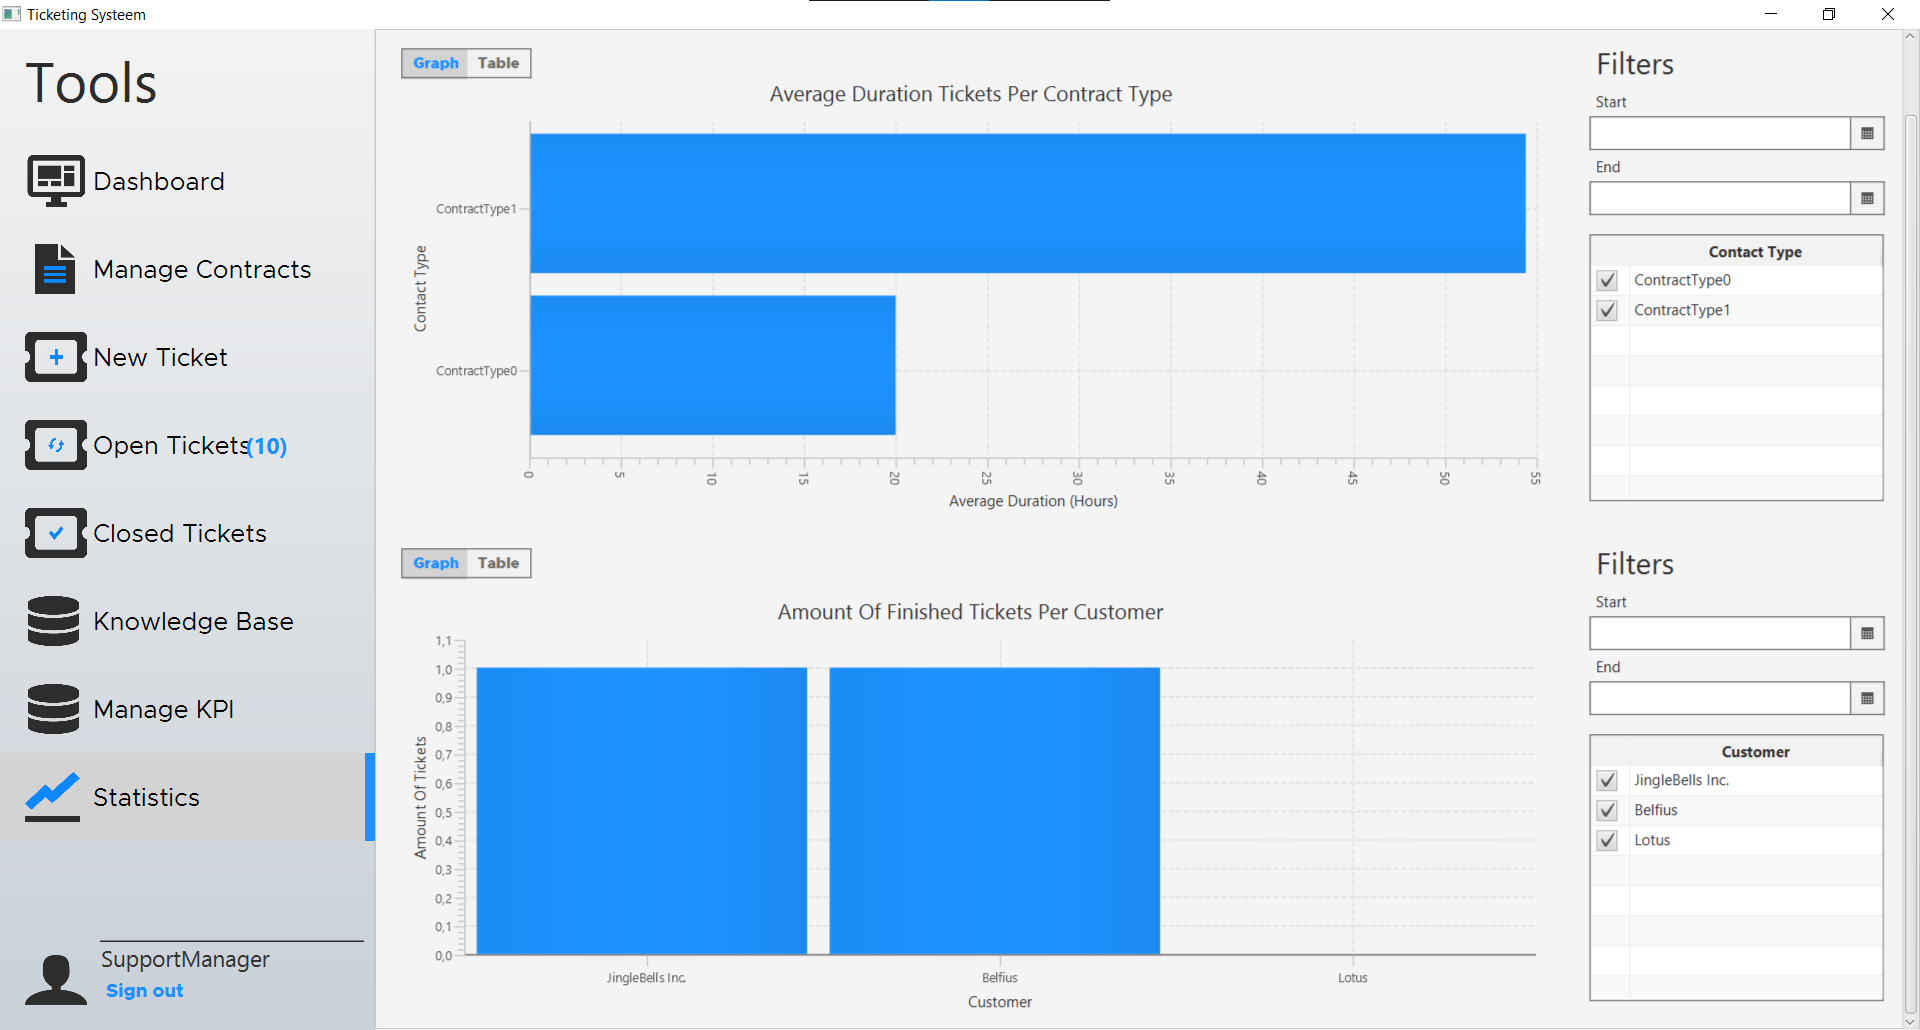 Ticketing Systeem
Tools
Dashboard
Manage Contracts
New Ticket
Open Tickets(10)
Closed Tickets
Knowledge Base
Manage KPI
Statistics
SupportManager
Sign out
Graph Table
Average Duration Tickets Per Contract Type
Contact Type
ContractType1
ContractType0
0 5 10 15 20 25 30 35 40 45 50 55
Average Duration (Hours)
Filters
Start
End
Contact Type
ContractType0
ContractType1
Graph Table
Amount Of Finished Tickets Per Customer
Amount Of Tickets
1,1
1,0
0,9
0,8
0,7
0,6
0,5
0,4
0,3
0,2
0,1
0,0
JingleBells Inc. Belfius Lotus
Customer
Filters
Start
End
Customer
JingleBells Inc.
Belfius
Lotus